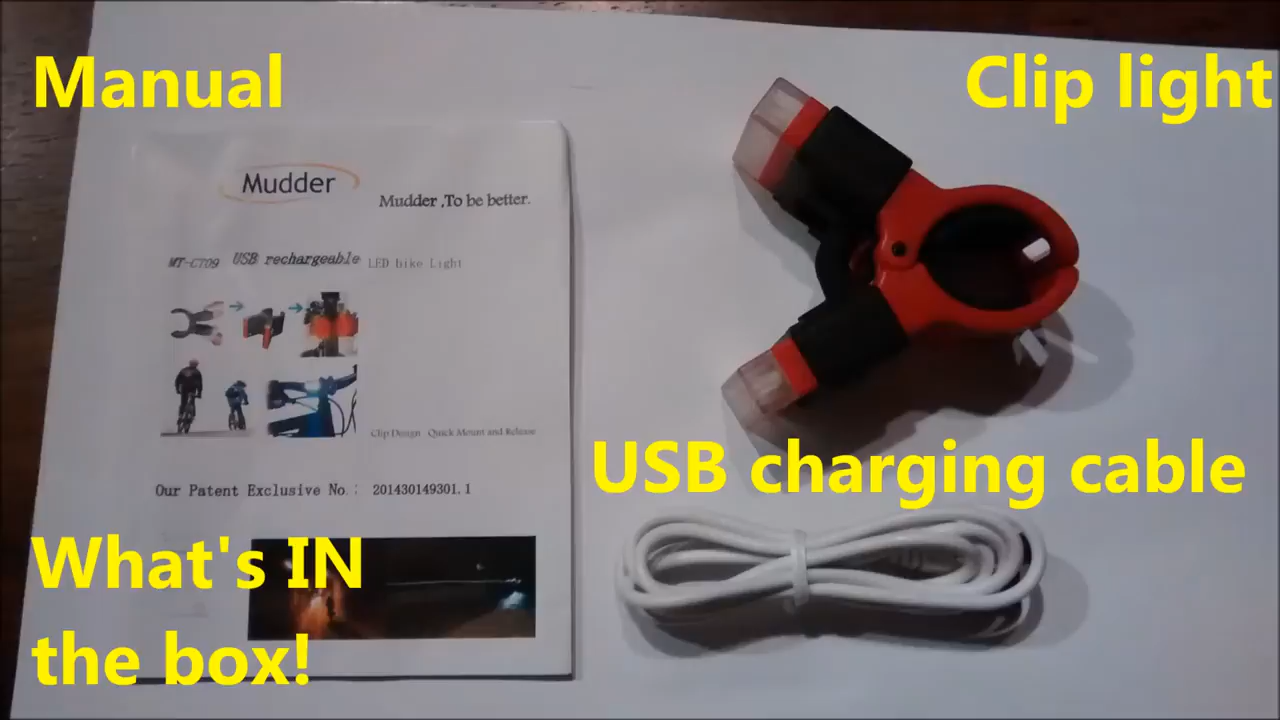 Manual
Clip light
Mudder
Mudder ,To be better.
MT-CT09 USB rechargeable LED bike Light
Clip Design Quick Mount and Release
Our Patent Exclusive No.: 201430149301.1
USB charging cable
What's IN
the box!